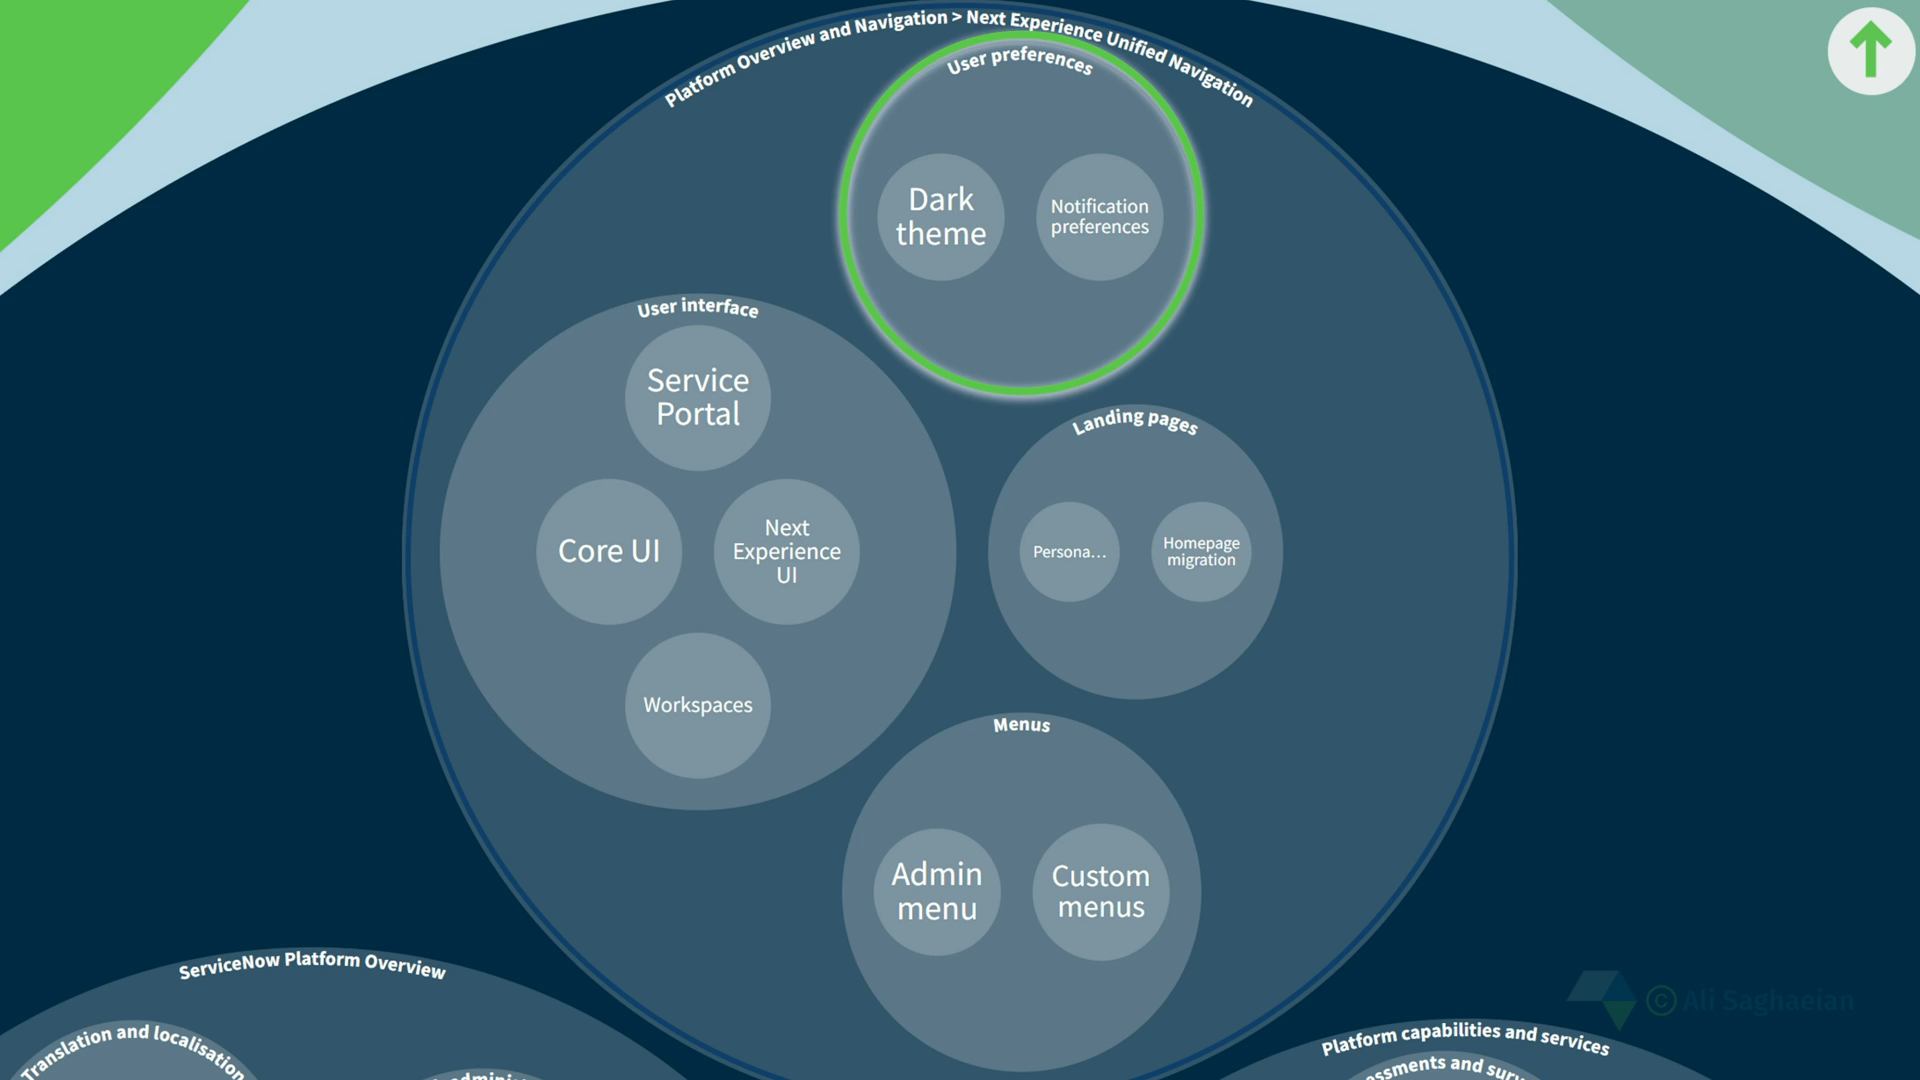 Platform Overview and Navigation > Next Experience Unified Navigation
User preferences
Dark
theme
Notification
preferences
User interface
Service
Portal
Core UI
Next
Experience
UI
Workspaces
Landing pages
Persona...
Homepage
migration
Menus
Admin
menu
Custom
menus
ServiceNow Platform Overview
Translation and localisation
© Ali Saghaeian
Platform capabilities and services